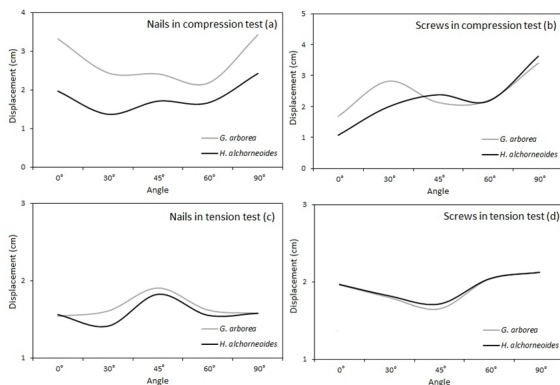 Nails in compression test (a)
4
3
2
1
0
Displacement (cm)
0°
30°
45°
60°
90°
Angle
G. arborea
H. alchorneoides
Screws in compression test (b)
5
4
3
2
1
0
Displacement (cm)
0°
30°
45°
60°
90°
Angle
G. arborea
H. alchorneoides
Nails in tension test (c)
3
2
1
Displacement (cm)
0°
30°
45°
60°
90°
Angle
G. arborea
H. alchorneoides
Screws in tension test (d)
3
2
1
Displacement (cm)
0°
30°
45°
60°
90°
Angle
G. arborea
H. alchorneoides